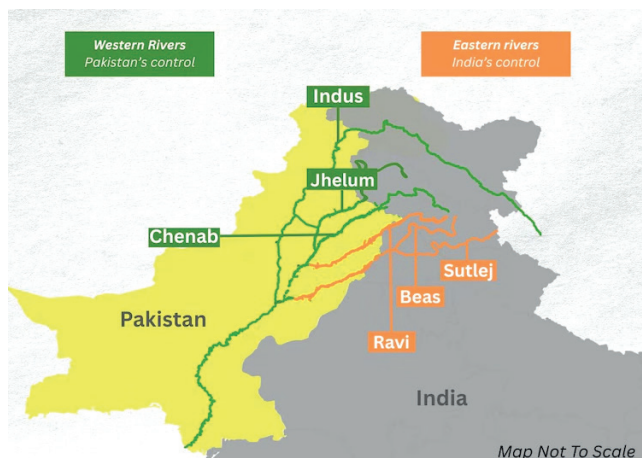 Western Rivers
Pakistan's control
Eastern rivers
India's control
Indus
Jhelum
Chenab
Sutlej
Beas
Pakistan
Ravi
India
Map Not To Scale